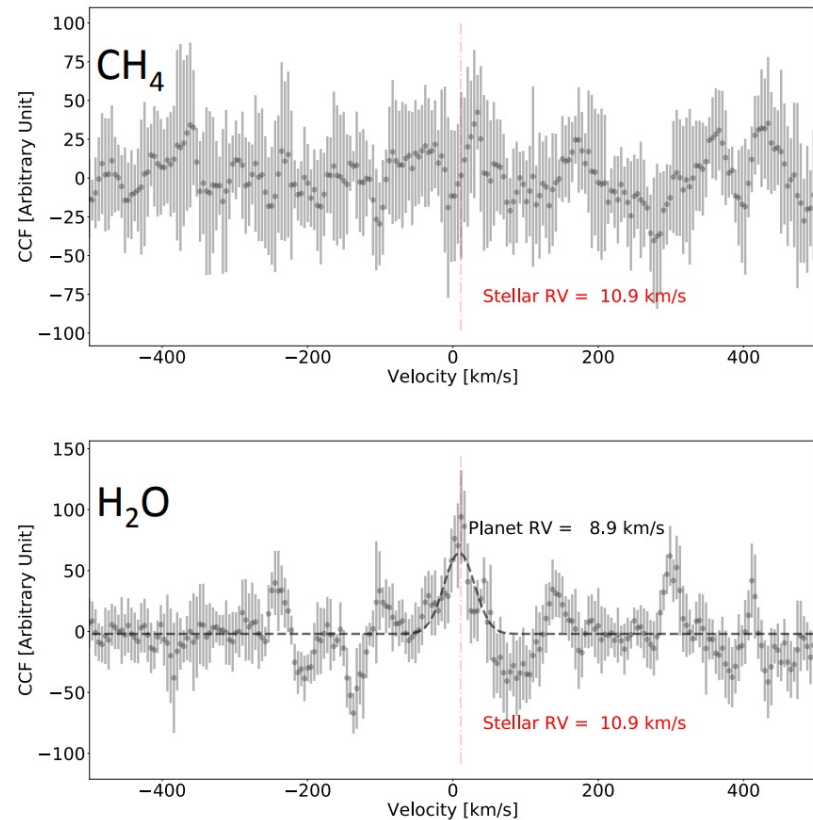 CH₄
100
75
50
25
0
−25
−50
−75
−100
CCF [Arbitrary Unit]
Stellar RV = 10.9 km/s
−400 −200 0 200 400
Velocity [km/s]
H₂O
150
100
50
0
−50
−100
CCF [Arbitrary Unit]
Planet RV = 8.9 km/s
Stellar RV = 10.9 km/s
−400 −200 0 200 400
Velocity [km/s]